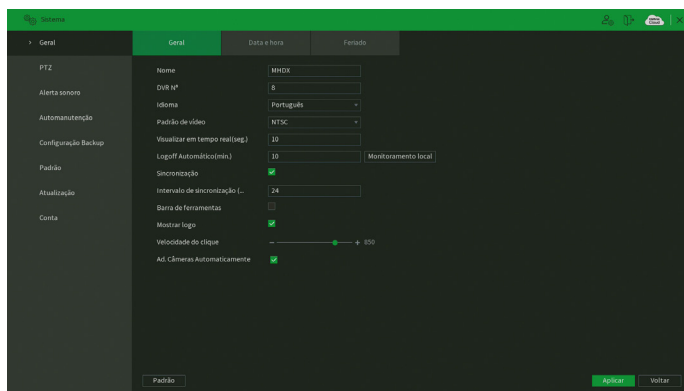 Sistema
Geral
PTZ
Alerta sonoro
Automanutenção
Configuração Backup
Padrão
Atualização
Conta
Geral Data e hora Feriado
Nome MHDX
DVR Nº 8
Idioma Português
Padrão de vídeo NTSC
Visualizar em tempo real(seg.) 10
Logoff Automático(min.) 10 Monitoramento local
Sincronização
Intervalo de sincronização (... 24
Barra de ferramentas
Mostrar logo
Velocidade do clique 850
Ad. Câmeras Automaticamente
Padrão Aplicar Voltar